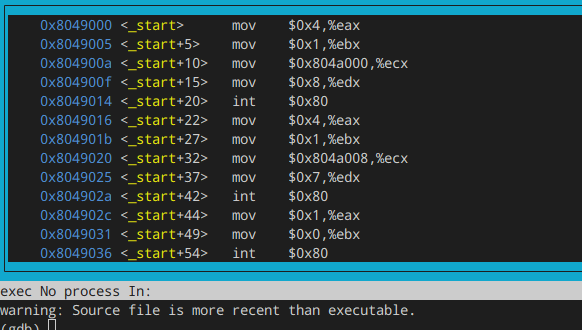 0x8049000 <_start>       mov    $0x4,%eax
0x8049005 <_start+5>     mov    $0x1,%ebx
0x804900a <_start+10>    mov    $0x804a000,%ecx
0x804900f <_start+15>    mov    $0x8,%edx
0x8049014 <_start+20>    int    $0x80
0x8049016 <_start+22>    mov    $0x4,%eax
0x804901b <_start+27>    mov    $0x1,%ebx
0x8049020 <_start+32>    mov    $0x804a008,%ecx
0x8049025 <_start+37>    mov    $0x7,%edx
0x804902a <_start+42>    int    $0x80
0x804902c <_start+44>    mov    $0x1,%eax
0x8049031 <_start+49>    mov    $0x0,%ebx
0x8049036 <_start+54>    int    $0x80
exec No process In:
warning: Source file is more recent than executable.
(gdb)